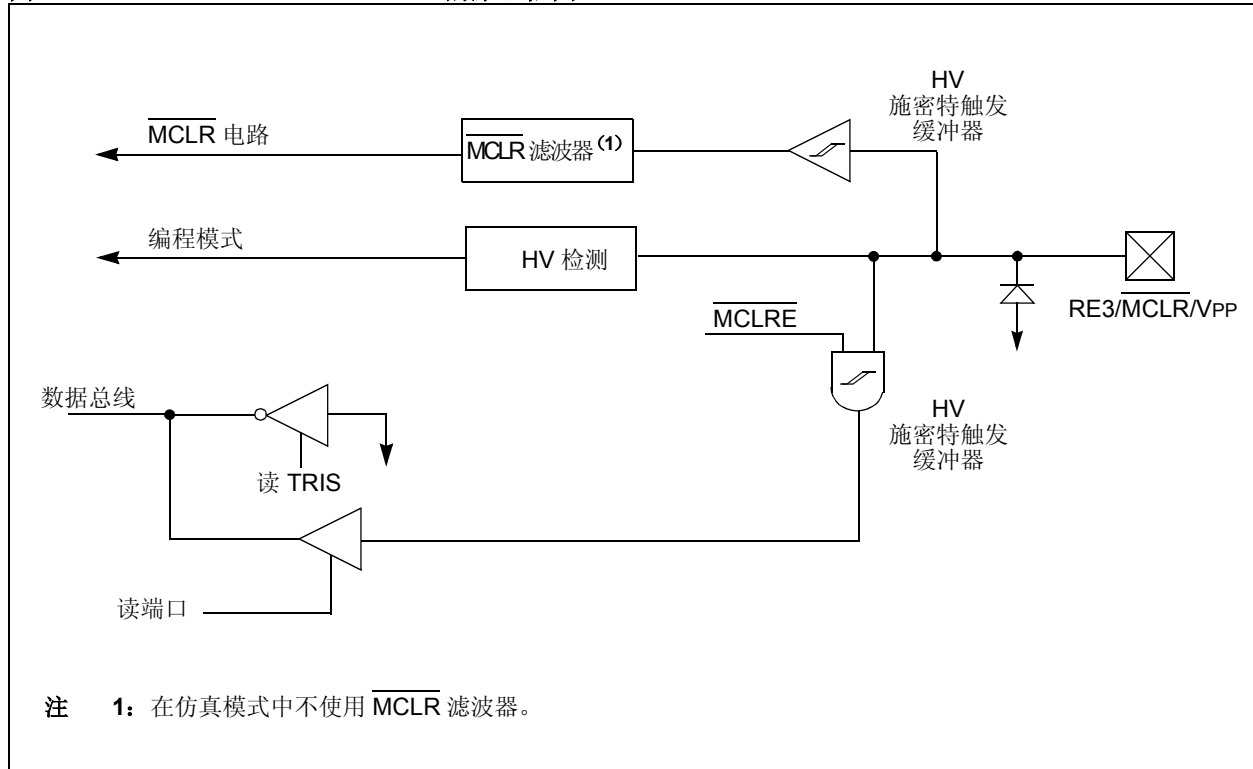 HV
施密特触发
缓冲器
MCLR 电路
MCLR 滤波器(1)
编程模式
HV 检测
RE3/MCLR/VPP
MCLRE
数据总线
HV
施密特触发
缓冲器
读 TRIS
读端口
注 1: 在仿真模式中不使用 MCLR 滤波器。